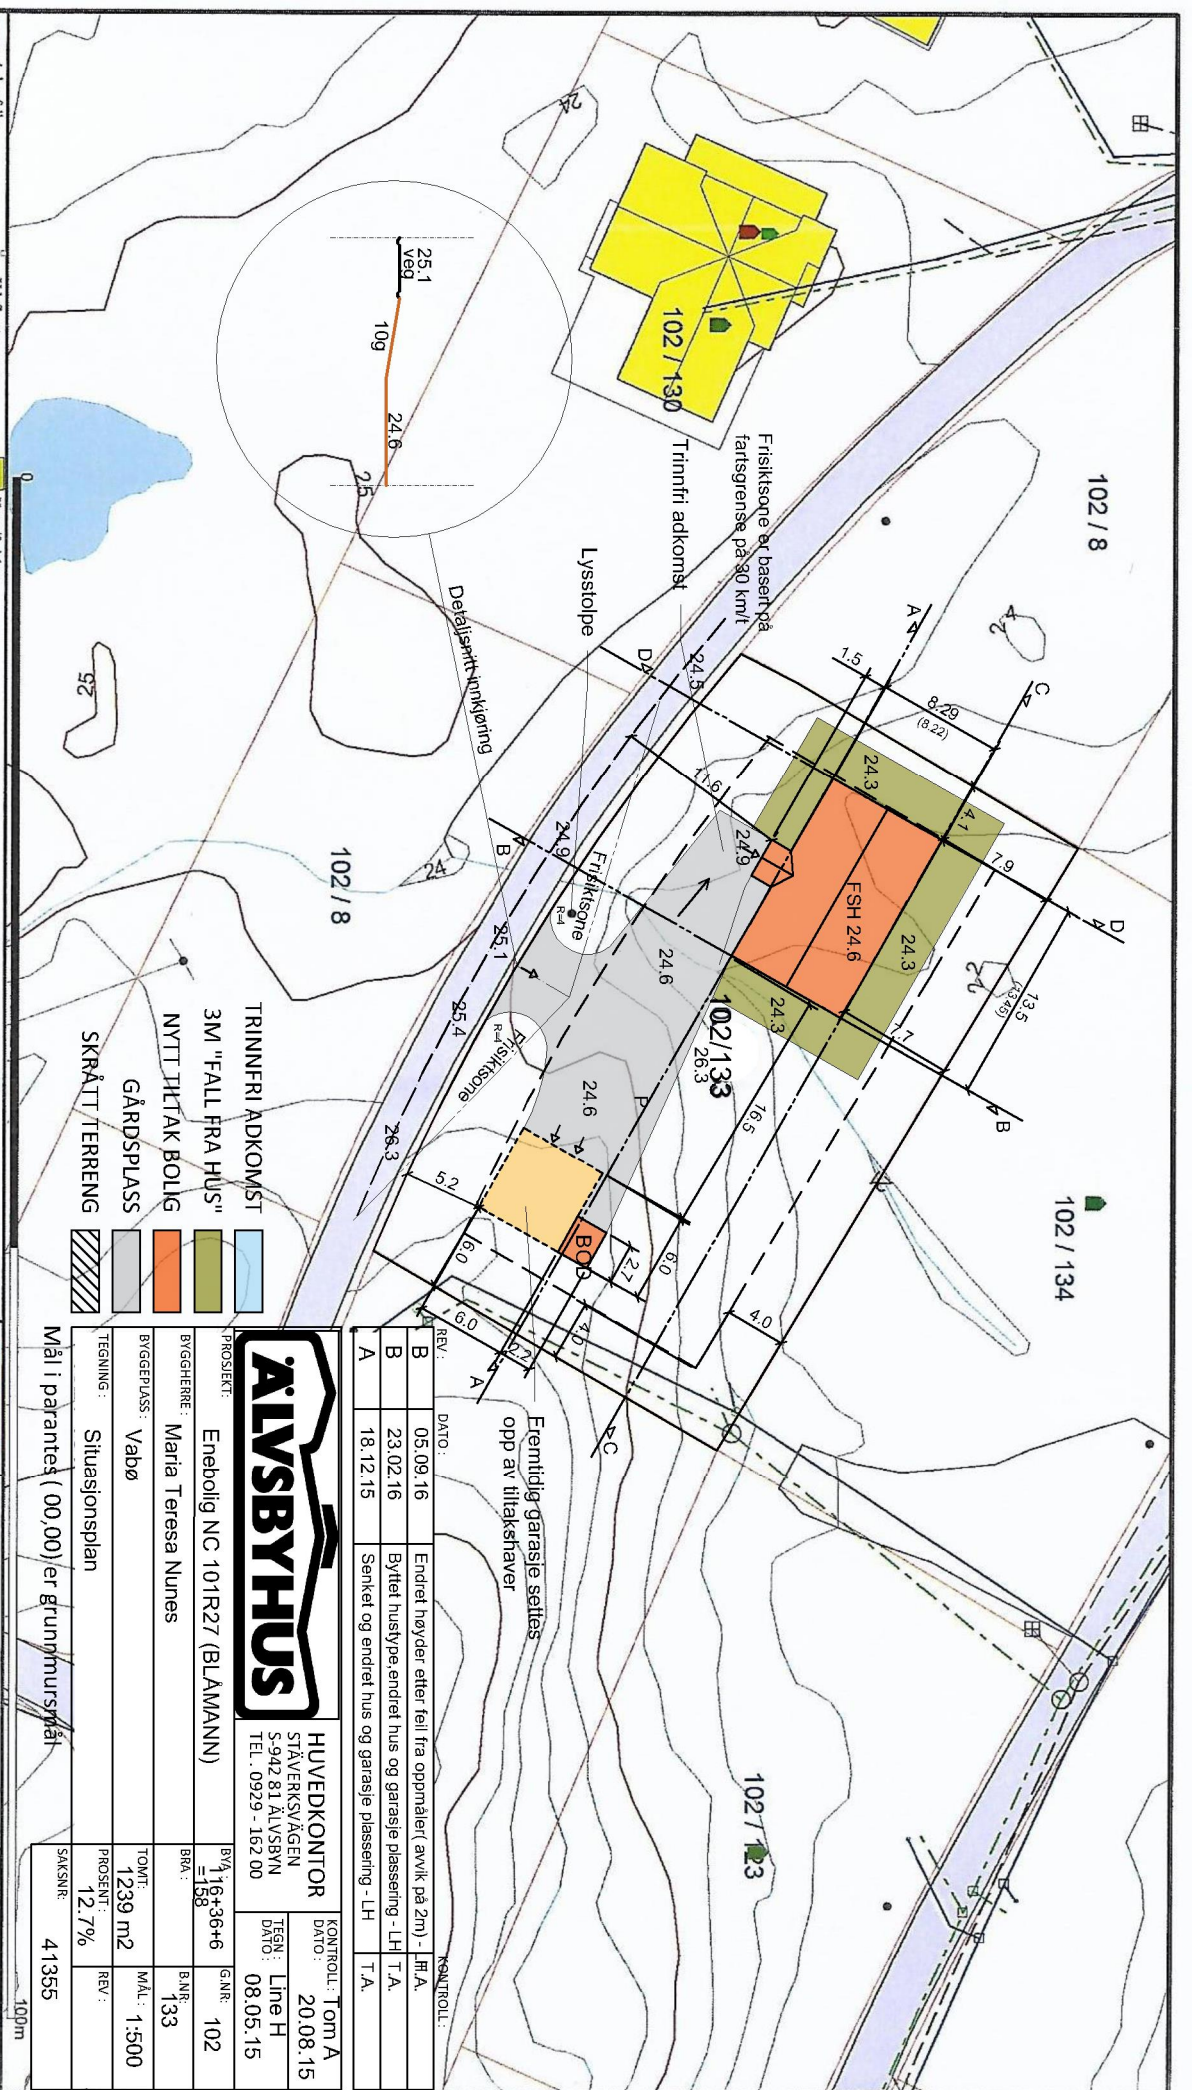 102 / 8
102 / 134
102 / 123
102 / 130
102 / 8
102/133
26.3
24
24
22
22
24
25
25
Frisiktsone er basert på
fartsgrense på 30 km/t
Trinnfri adkomst
Lysstolpe
Detaljsnitt innkjøring
25.1
veg
10g
24.6
A
C
D
B
D
B
A
C
1.5
8.29
(8.22)
4.1
7.9
13.5
(13.45)
7.7
11.6
16.5
24.3
24.3
24.3
FSH 24.6
24.9
24.6
24.6
24.5
24.9
25.1
25.4
26.3
Frisiktsone
R=4
Frisiktsone
R=4
P
BOD
5.2
6.0
6.0
2.7
6.0
4.0
2.2
4.0
Fremtidig garasje settes
opp av tiltakshaver
TRINNFRI ADKOMST
3M "FALL FRA HUS"
NYTT TILTAK BOLIG
GÅRDSPLASS
SKRÅTT TERRENG
REV : DATO : KONTROLL :
B 05.09.16 Endret høyder etter feil fra oppmåler( avvik på 2m) - LH T.A.
B 23.02.16 Byttet hustype,endret hus og garasje plassering - LH T.A.
A 18.12.15 Senket og endret hus og garasje plassering - LH T.A.
ÄLVSBYHUS
HUVEDKONTOR
STÄVERKSVÄGEN
S-942 81 ÄLVSBYN
TEL. 0929 - 162 00
KONTROLL : Tom A
DATO : 20.08.15
TEGN : Line H
DATO : 08.05.15
PROSJEKT: Enebolig NC 101R27 (BLÅMANN)
BYA : 116+36+6
=158
G.NR: 102
BYGGHERRE : Maria Teresa Nunes
BRA :
B.NR: 133
BYGGEPLASS : Vabø
TOMT: 1239 m2
MÅL : 1:500
TEGNING : Situasjonsplan
PROSENT : 12.7%
REV :
SAKSNR: 41355
Mål i parantes ( 00,00) er grunnmursmål
0
100m